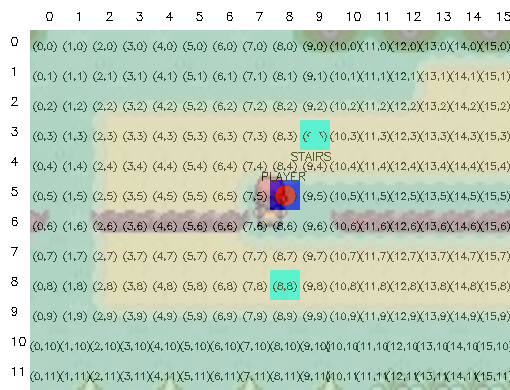 0 1 2 3 4 5 6 7 8 9 10 11 12 13 14 15
0 (0,0) (1,0) (2,0) (3,0) (4,0) (5,0) (6,0) (7,0) (8,0) (9,0) (10,0) (11,0) (12,0) (13,0) (14,0) (15,0)
1 (0,1) (1,1) (2,1) (3,1) (4,1) (5,1) (6,1) (7,1) (8,1) (9,1) (10,1) (11,1) (12,1) (13,1) (14,1) (15,1)
2 (0,2) (1,2) (2,2) (3,2) (4,2) (5,2) (6,2) (7,2) (8,2) (9,2) (10,2) (11,2) (12,2) (13,2) (14,2) (15,2)
3 (0,3) (1,3) (2,3) (3,3) (4,3) (5,3) (6,3) (7,3) (8,3) (10,3) (11,3) (12,3) (13,3) (14,3) (15,3)
STAIRS
4 (0,4) (1,4) (2,4) (3,4) (4,4) (5,4) (6,4) (7,4) (8,4) (9,4) (10,4) (11,4) (12,4) (13,4) (14,4) (15,4)
PLAYER
5 (0,5) (1,5) (2,5) (3,5) (4,5) (5,5) (6,5) (7,5) (9,5) (10,5) (11,5) (12,5) (13,5) (14,5) (15,5)
6 (0,6) (1,6) (2,6) (3,6) (4,6) (5,6) (6,6) (7,6) (8,6) (9,6) (10,6) (11,6) (12,6) (13,6) (14,6) (15,6)
7 (0,7) (1,7) (2,7) (3,7) (4,7) (5,7) (6,7) (7,7) (8,7) (9,7) (10,7) (11,7) (12,7) (13,7) (14,7) (15,7)
8 (0,8) (1,8) (2,8) (3,8) (4,8) (5,8) (6,8) (7,8) (8,8) (9,8) (10,8) (11,8) (12,8) (13,8) (14,8) (15,8)
9 (0,9) (1,9) (2,9) (3,9) (4,9) (5,9) (6,9) (7,9) (8,9) (9,9) (10,9) (11,9) (12,9) (13,9) (14,9) (15,9)
10 (0,10) (1,10) (2,10) (3,10) (4,10) (5,10) (6,10) (7,10) (8,10) (9,10) (10,10) (11,10) (12,10) (13,10) (14,10) (15,10)
11 (0,11) (1,11) (2,11) (3,11) (4,11) (5,11) (6,11) (7,11) (8,11) (9,11) (10,11) (11,11) (12,11) (13,11) (14,11) (15,11)